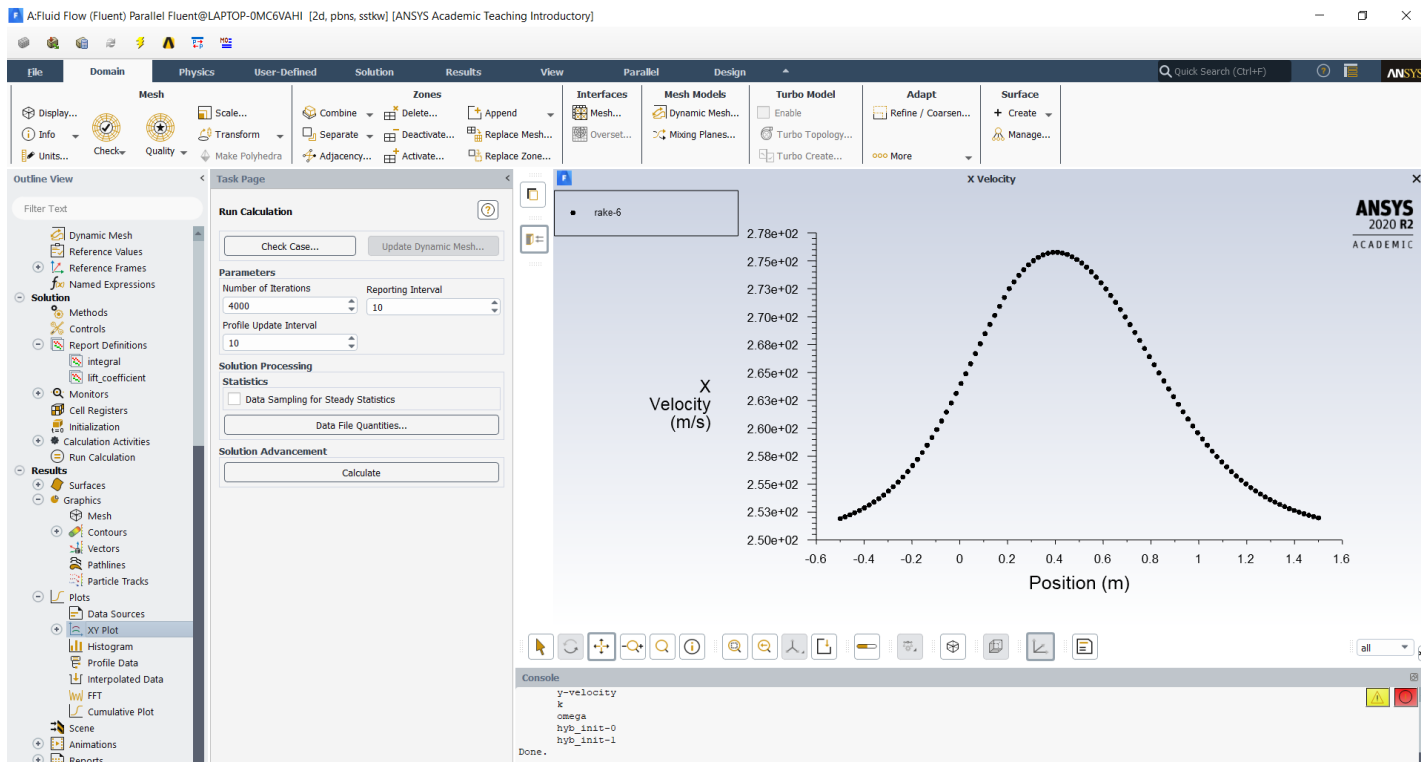 A:Fluid Flow (Fluent) Parallel Fluent@LAPTOP-0MC6VAHI [2d, pbns, sstkw] [ANSYS Academic Teaching Introductory]
File Domain Physics User-Defined Solution Results View Parallel Design
Quick Search (Ctrl+F)
ANSYS
Mesh
Display...
Info
Units...
Check
Quality
Scale...
Transform
Make Polyhedra
Zones
Combine
Separate
Adjacency...
Delete...
Deactivate...
Activate...
Append
Replace Mesh...
Replace Zone...
Interfaces
Mesh...
Overset...
Mesh Models
Dynamic Mesh...
Mixing Planes...
Turbo Model
Enable
Turbo Topology...
Turbo Create...
Adapt
Refine / Coarsen...
More
Surface
+ Create
Manage...
Outline View
Filter Text
Dynamic Mesh
Reference Values
Reference Frames
Named Expressions
Solution
Methods
Controls
Report Definitions
integral
lift_coefficient
Monitors
Cell Registers
Initialization
Calculation Activities
Run Calculation
Results
Surfaces
Graphics
Mesh
Contours
Vectors
Pathlines
Particle Tracks
Plots
Data Sources
XY Plot
Histogram
Profile Data
Interpolated Data
FFT
Cumulative Plot
Scene
Animations
Reports
Task Page
Run Calculation
Check Case...
Update Dynamic Mesh...
Parameters
Number of Iterations
4000
Reporting Interval
10
Profile Update Interval
10
Solution Processing
Statistics
Data Sampling for Steady Statistics
Data File Quantities...
Solution Advancement
Calculate
X Velocity
rake-6
ANSYS
2020 R2
ACADEMIC
2.78e+02
2.75e+02
2.73e+02
2.70e+02
2.68e+02
2.65e+02
2.63e+02
2.60e+02
2.58e+02
2.55e+02
2.53e+02
2.50e+02
X
Velocity
(m/s)
-0.6 -0.4 -0.2 0 0.2 0.4 0.6 0.8 1 1.2 1.4 1.6
Position (m)
all
Console
y-velocity
k
omega
hyb_init-0
hyb_init-1
Done.